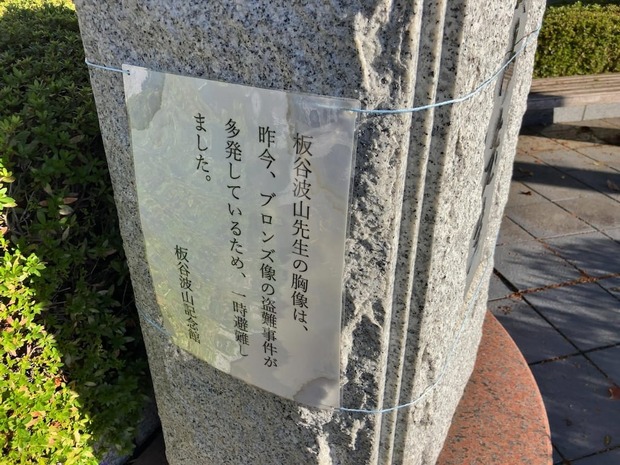 板谷波山先生の胸像は、
昨今、ブロンズ像の盗難事件が
多発しているため、一時避難し
ました。
板谷波山記念館